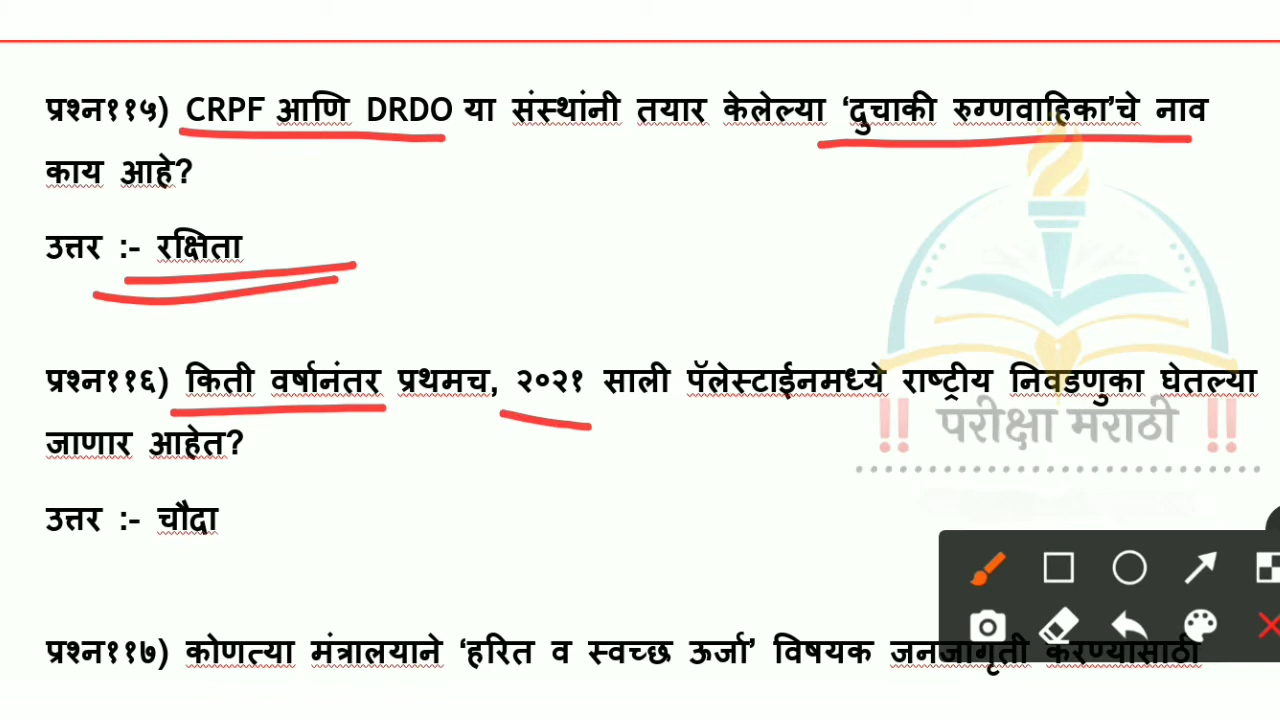 प्रश्न११५) CRPF आणि DRDO या संस्थांनी तयार केलेल्या ‘दुचाकी रुग्णवाहिका’चे नाव
काय आहे?
उत्तर :- रक्षिता
प्रश्न११६) किती वर्षानंतर प्रथमच, २०२१ साली पॅलेस्टाईनमध्ये राष्ट्रीय निवडणुका घेतल्या
जाणार आहेत?
!! परीक्षा मराठी !!
उत्तर :- चौदा
प्रश्न११७) कोणत्या मंत्रालयाने ‘हरित व स्वच्छ ऊर्जा’ विषयक जनजागृती करण्यासाठी